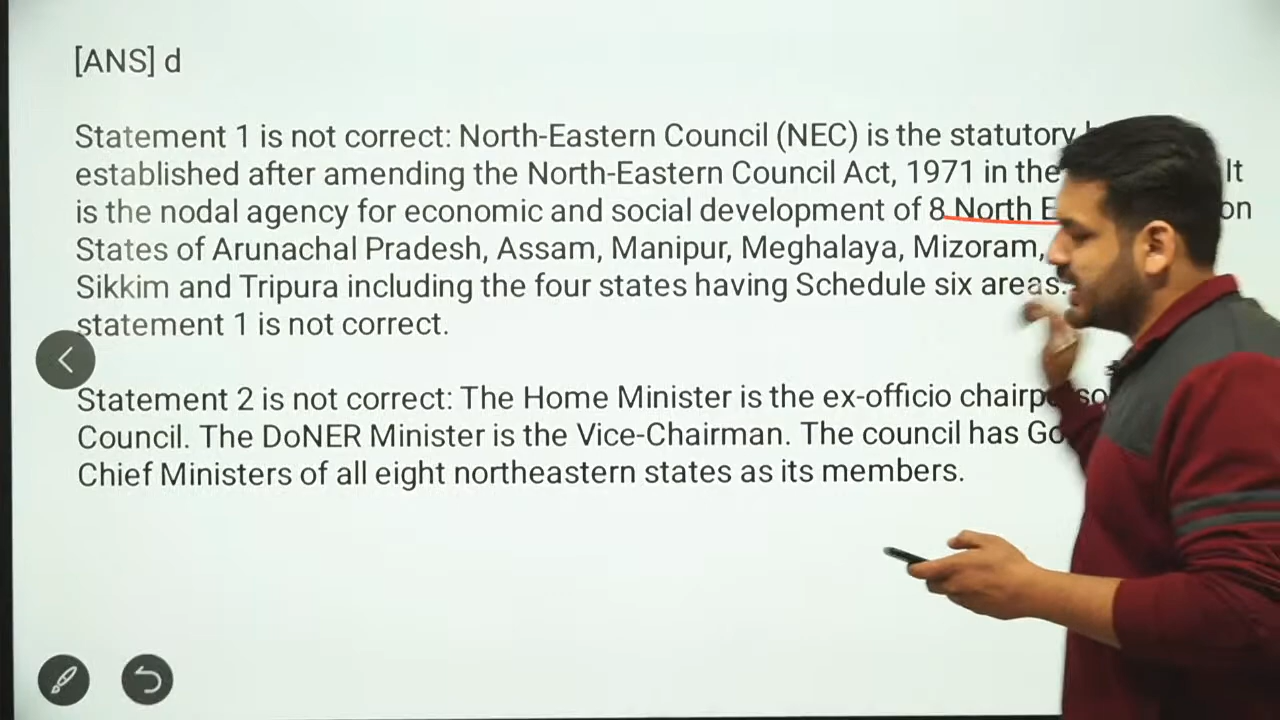 [ANS] d
Statement 1 is not correct: North-Eastern Council (NEC) is the statutory
established after amending the North-Eastern Council Act, 1971 in the It
is the nodal agency for economic and social development of 8 North
States of Arunachal Pradesh, Assam, Manipur, Meghalaya, Mizoram,
Sikkim and Tripura including the four states having Schedule six areas.
statement 1 is not correct.
Statement 2 is not correct: The Home Minister is the ex-officio
Council. The DoNER Minister is the Vice-Chairman. The council has
Chief Ministers of all eight northeastern states as its members.